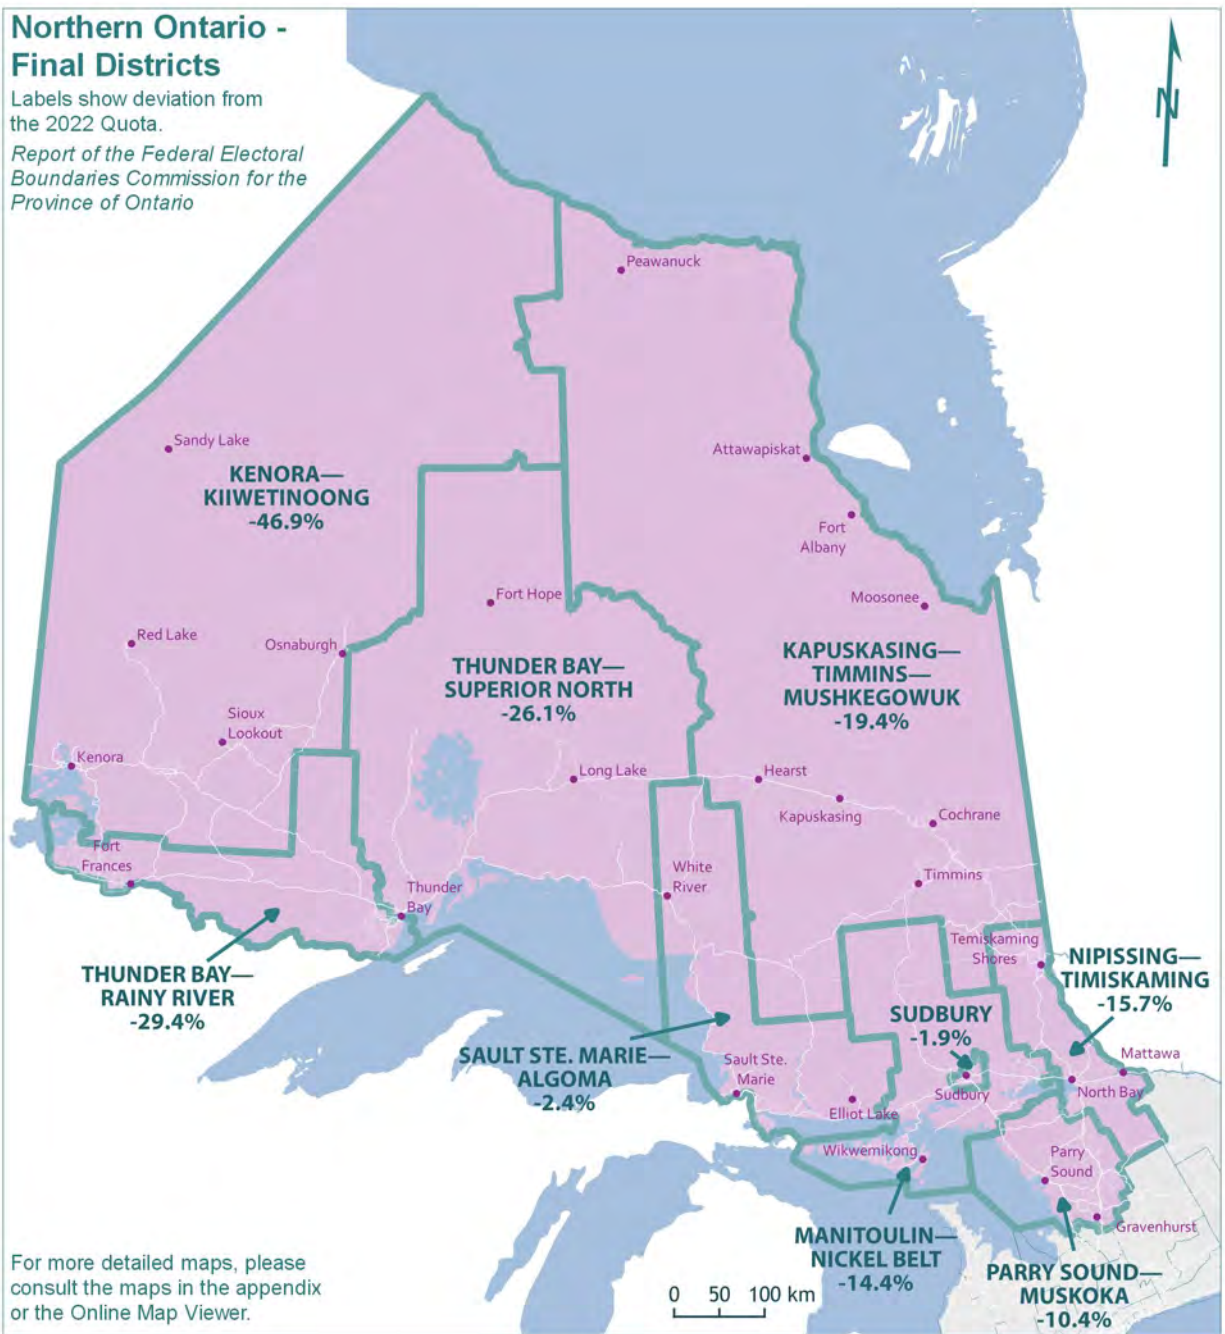 Northern Ontario -
Final Districts
Labels show deviation from
the 2022 Quota.
Report of the Federal Electoral
Boundaries Commission for the
Province of Ontario
N
Peawanuck
Sandy Lake
KENORA—
KIIWETINOONG
-46.9%
Attawapiskat
Fort
Albany
Fort Hope
Moosonee
Red Lake
Osnaburgh
THUNDER BAY—
SUPERIOR NORTH
-26.1%
KAPUSKASING—
TIMMINS—
MUSHKEGOWUK
-19.4%
Sioux
Lookout
Kenora
Long Lake
Hearst
Kapuskasing
Cochrane
Fort
Frances
Thunder
Bay
White
River
Timmins
Temiskaming
Shores
THUNDER BAY—
RAINY RIVER
-29.4%
NIPISSING—
TIMISKAMING
-15.7%
SUDBURY
-1.9%
SAULT STE. MARIE—
ALGOMA
-2.4%
Sault Ste.
Marie
Elliot Lake
Sudbury
Mattawa
North Bay
Wikwemikong
Parry
Sound
Gravenhurst
MANITOULIN—
NICKEL BELT
-14.4%
PARRY SOUND—
MUSKOKA
-10.4%
For more detailed maps, please
consult the maps in the appendix
or the Online Map Viewer.
0 50 100 km